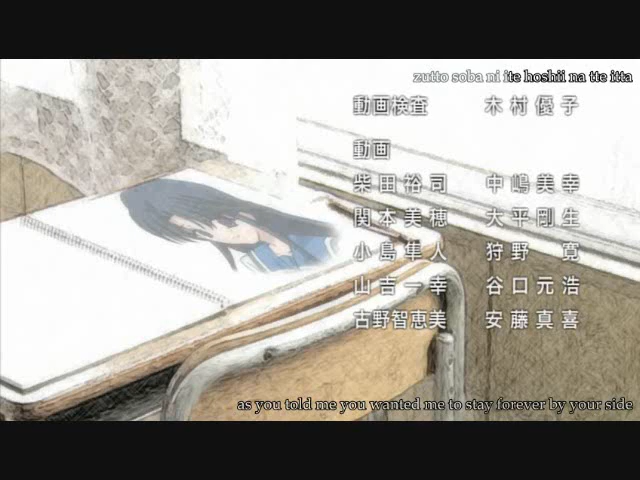 zutto soba ni ite hoshii na tte itta
動画検査 木村優子
動画
柴田裕司 中嶋美幸
関本美穂 大平剛生
小島隼人 狩野 寛
山吉一幸 谷口元浩
古野智恵美 安藤真喜
as you told me you wanted me to stay forever by your side